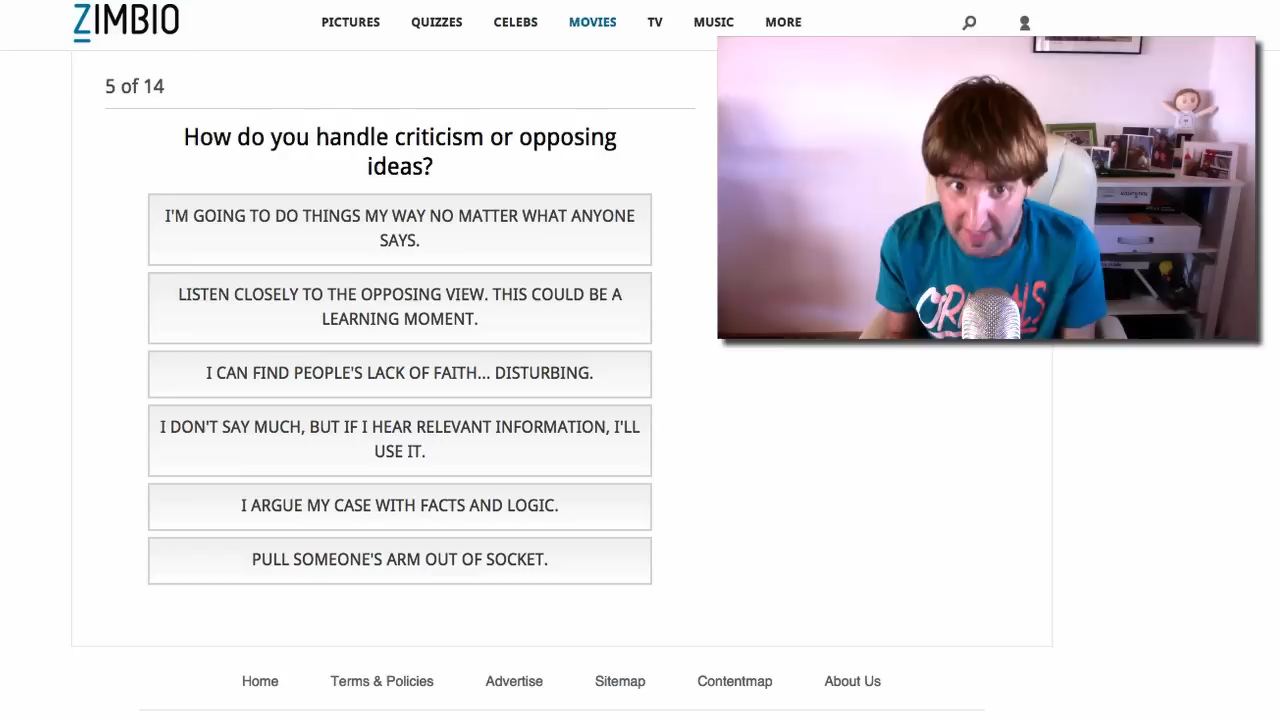 ZIMBIO
PICTURES QUIZZES CELEBS MOVIES TV MUSIC MORE
5 of 14
How do you handle criticism or opposing
ideas?
I'M GOING TO DO THINGS MY WAY NO MATTER WHAT ANYONE
SAYS.
LISTEN CLOSELY TO THE OPPOSING VIEW. THIS COULD BE A
LEARNING MOMENT.
I CAN FIND PEOPLE'S LACK OF FAITH... DISTURBING.
I DON'T SAY MUCH, BUT IF I HEAR RELEVANT INFORMATION, I'LL
USE IT.
I ARGUE MY CASE WITH FACTS AND LOGIC.
PULL SOMEONE'S ARM OUT OF SOCKET.
Home Terms & Policies Advertise Sitemap Contentmap About Us